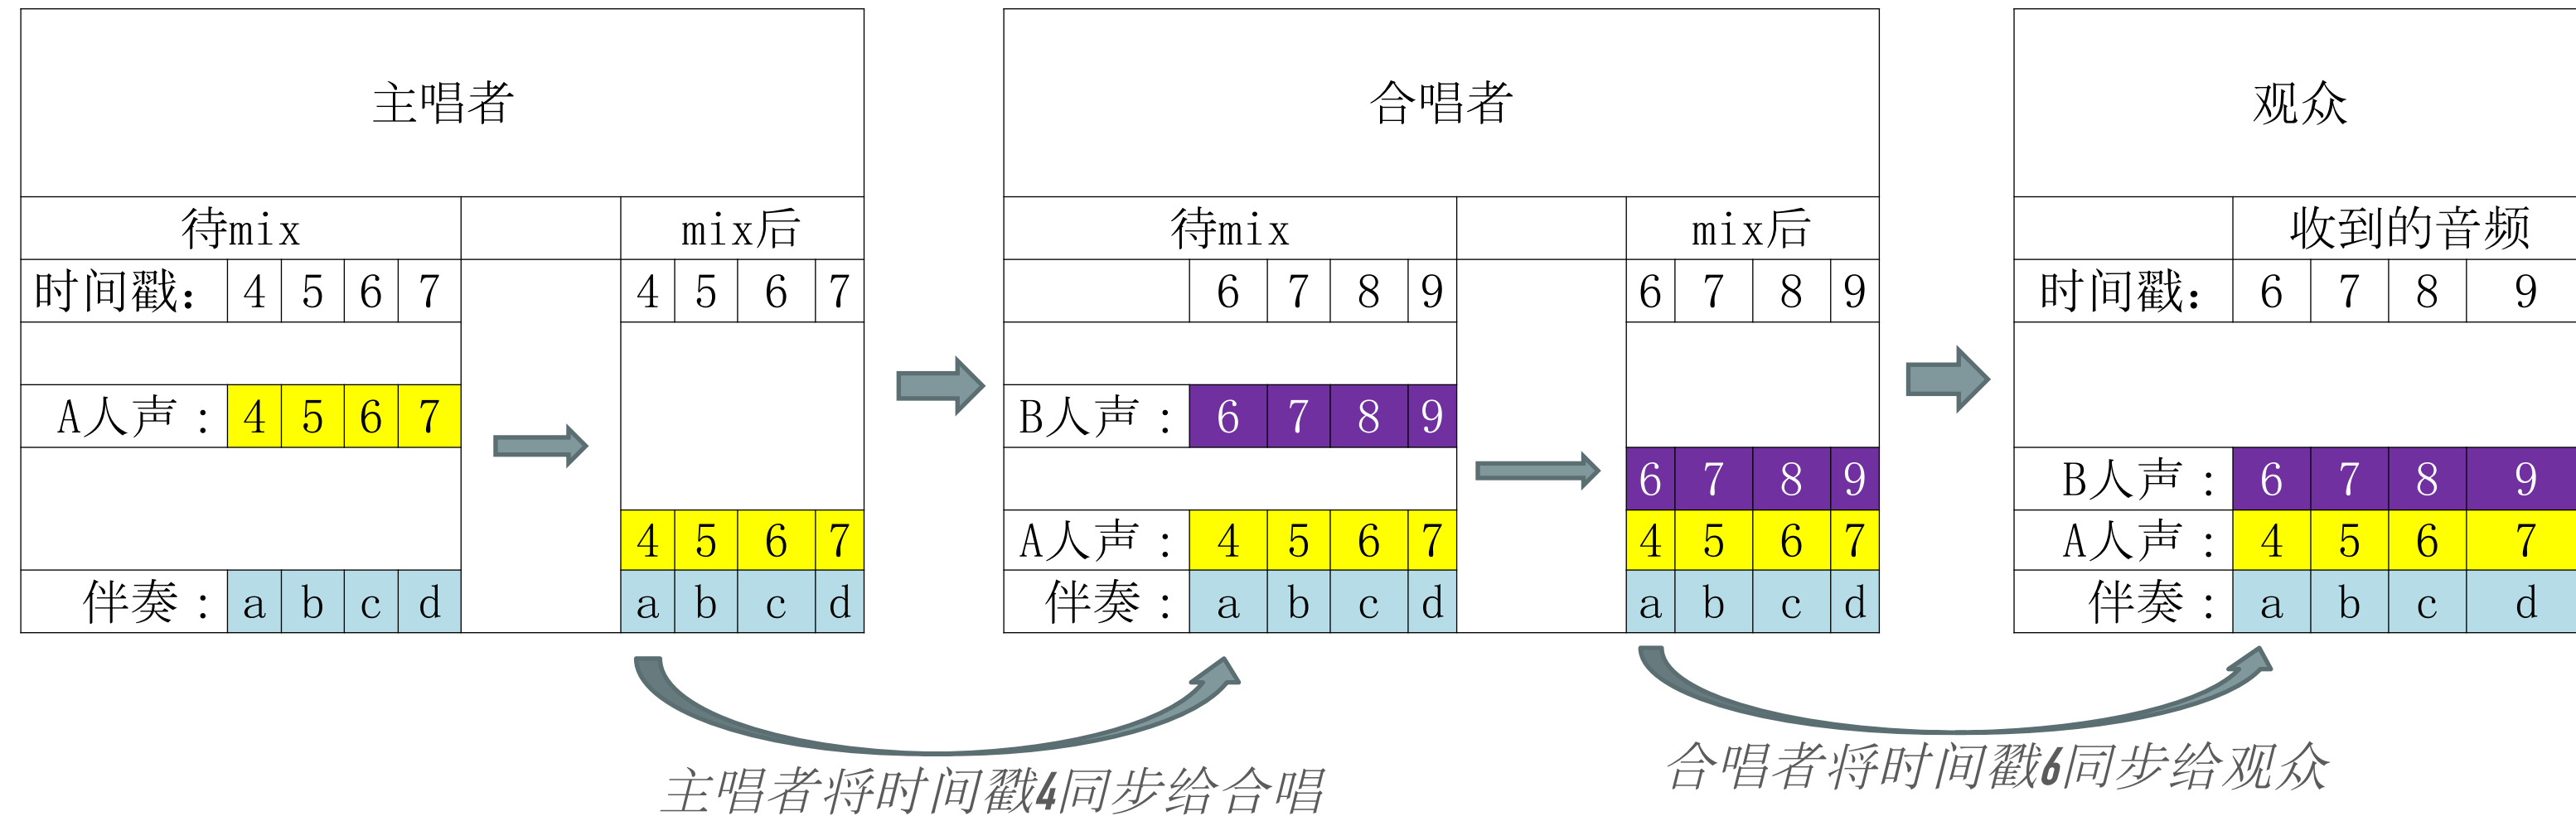 主唱者 合唱者 观众
待mix mix后 待mix mix后 收到的音频
时间戳： 4 5 6 7 4 5 6 7 6 7 8 9 6 7 8 9 时间戳： 6 7 8 9
A人声： 4 5 6 7 B人声： 6 7 8 9
6 7 8 9 B人声： 6 7 8 9
4 5 6 7 A人声： 4 5 6 7 4 5 6 7 A人声： 4 5 6 7
伴奏： a b c d a b c d 伴奏： a b c d a b c d 伴奏： a b c d
主唱者将时间戳4同步给合唱
合唱者将时间戳6同步给观众